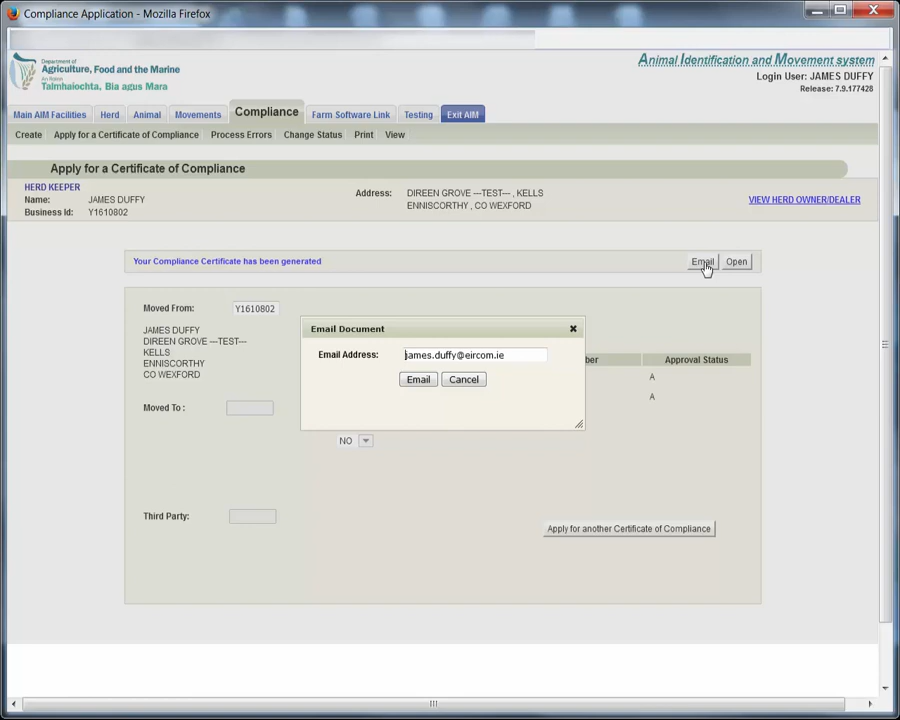 Compliance Application - Mozilla Firefox
Department of
Agriculture, Food and the Marine
An Roinn
Talmhaíochta, Bia agus Mara
Animal Identification and Movement system
Login User: JAMES DUFFY
Release: 7.9.177428
Main AIM Facilities Herd Animal Movements Compliance Farm Software Link Testing Exit AIM
Create Apply for a Certificate of Compliance Process Errors Change Status Print View
Apply for a Certificate of Compliance
HERD KEEPER
Name: JAMES DUFFY
Business Id: Y1610802
Address: DIREEN GROVE ---TEST--- , KELLS
ENNISCORTHY , CO WEXFORD
VIEW HERD OWNER/DEALER
Your Compliance Certificate has been generated
Email Open
Moved From: Y1610802
JAMES DUFFY
DIREEN GROVE ---TEST---
KELLS
ENNISCORTHY
CO WEXFORD
Email Document
Email Address: james.duffy@eircom.ie
Email Cancel
ber Approval Status
A
A
Moved To :
NO
Third Party:
Apply for another Certificate of Compliance